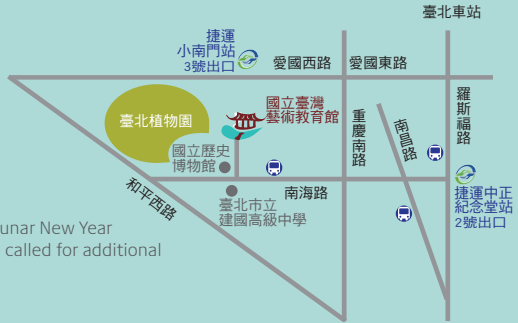 臺北車站
捷運
小南門站
3號出口
愛國西路
愛國東路
國立臺灣
藝術教育館
臺北植物園
重慶南路
南昌路
羅斯福路
國立歷史
博物館
和平西路
南海路
臺北市立
建國高級中學
捷運中正
紀念堂站
2號出口
unar New Year
called for additional